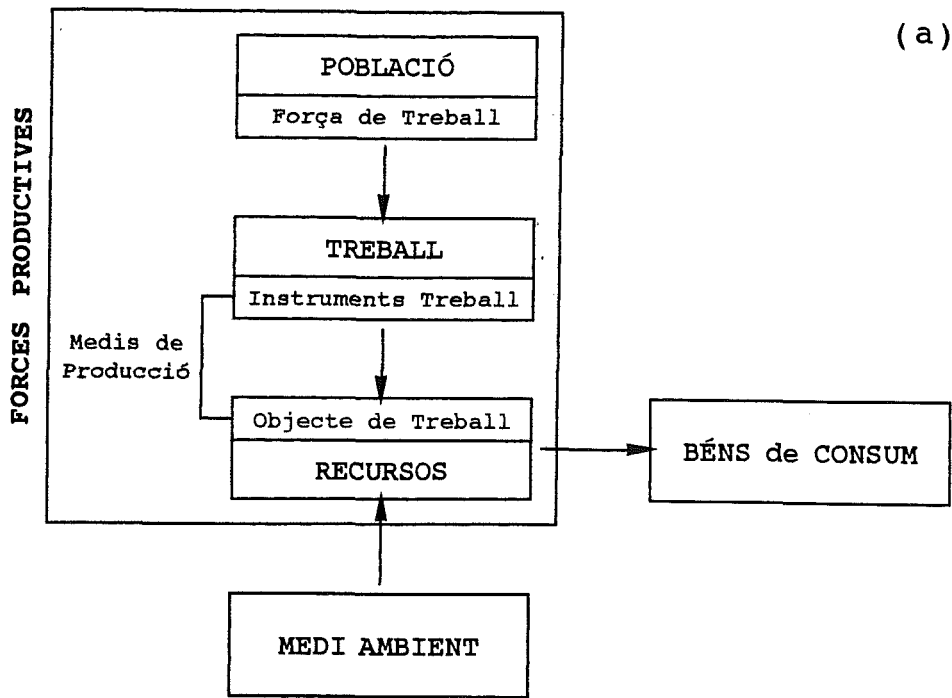 (a)
FORCES PRODUCTIVES
POBLACIÓ
Força de Treball
TREBALL
Instruments Treball
Medis de
Producció
Objecte de Treball
RECURSOS
BÉNS de CONSUM
MEDI AMBIENT